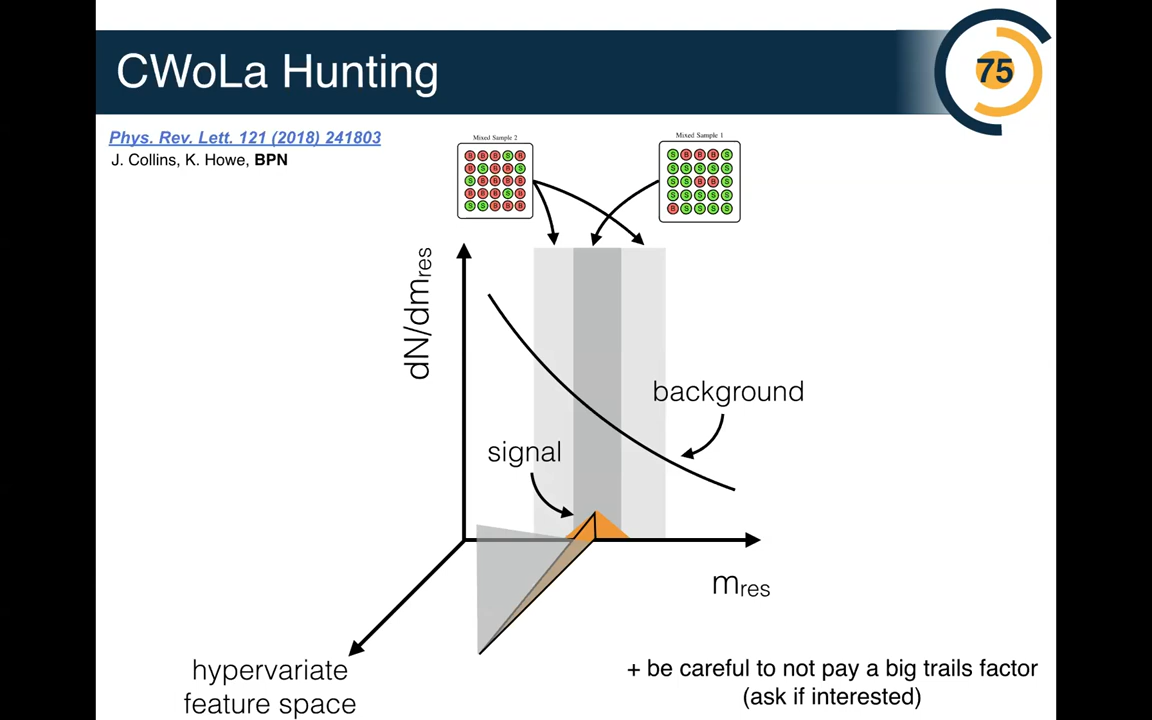 CWoLa Hunting
75
Phys. Rev. Lett. 121 (2018) 241803
J. Collins, K. Howe, BPN
Mixed Sample 2
B B B S B
B S B B S
S B B B B
B B B S B
S S B B B
Mixed Sample 1
S B B B S
S S S S S
S S B B S
S S S S S
B S S S S
dN/dmres
background
signal
mres
hypervariate
feature space
+ be careful to not pay a big trails factor
(ask if interested)